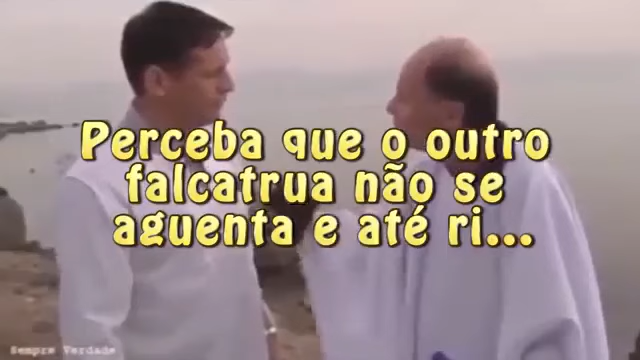 Perceba que o outro
falcatrua não se
aguenta e até ri...
Sempre Verdade